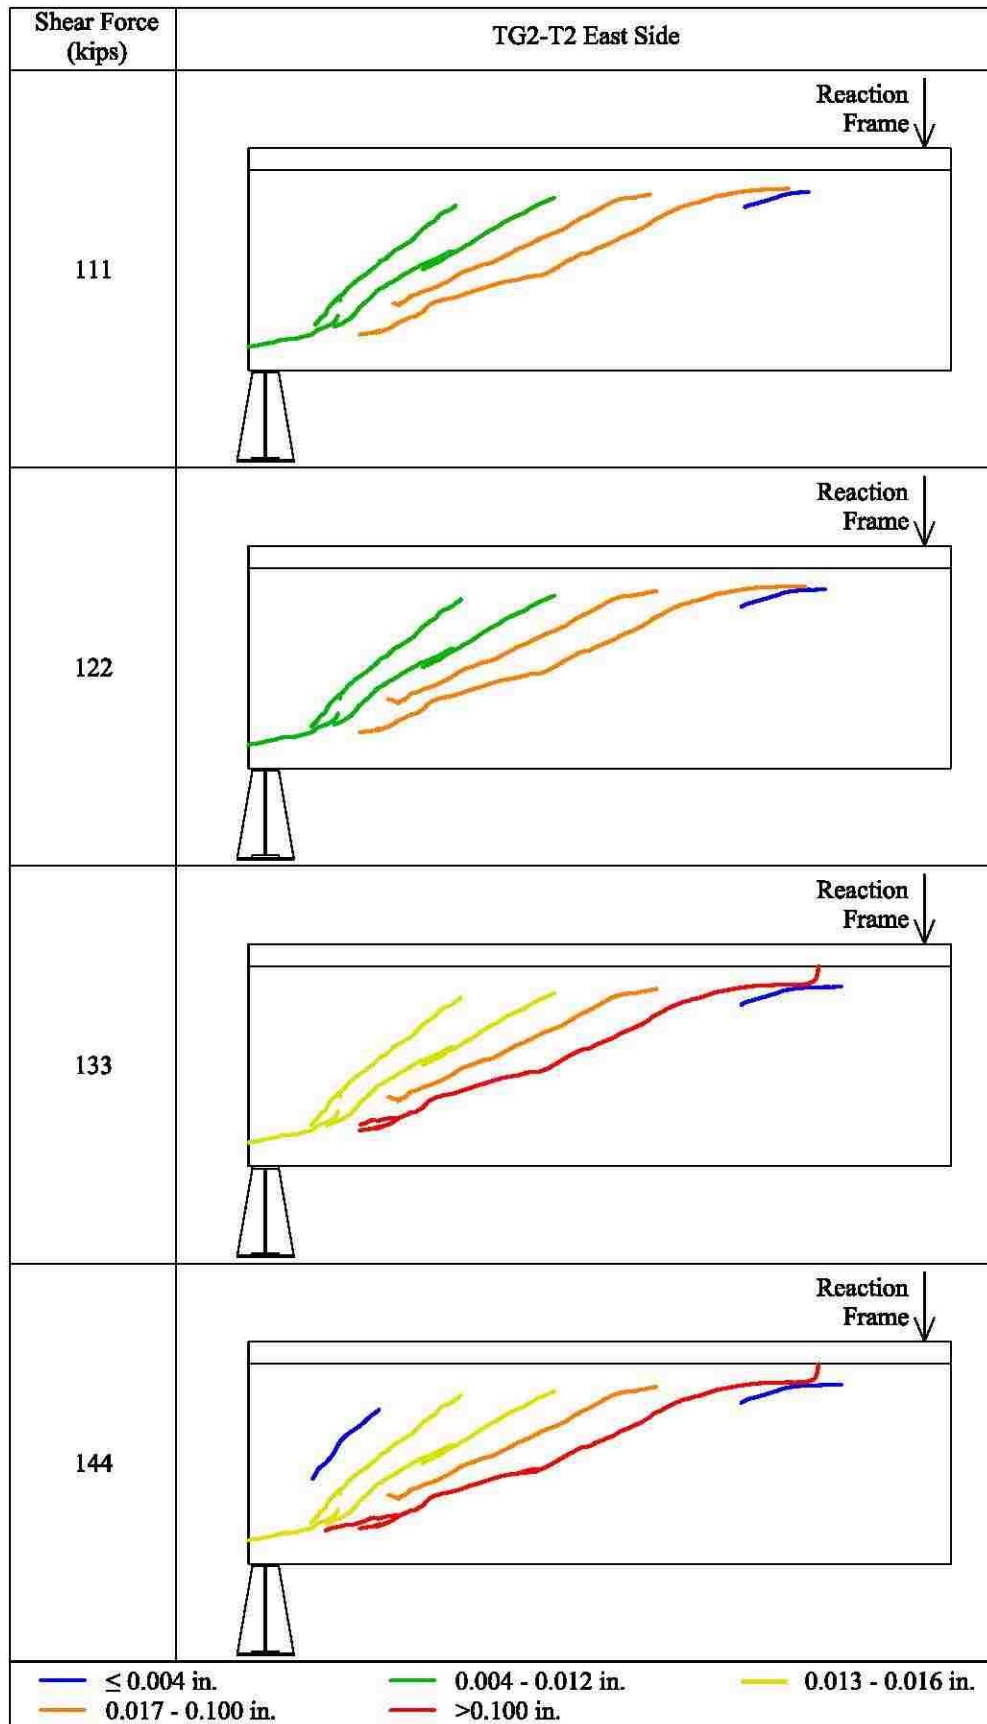 Shear Force
(kips)
TG2-T2 East Side
111
Reaction
Frame
122
Reaction
Frame
133
Reaction
Frame
144
Reaction
Frame
≤ 0.004 in.
0.004 - 0.012 in.
0.013 - 0.016 in.
0.017 - 0.100 in.
>0.100 in.